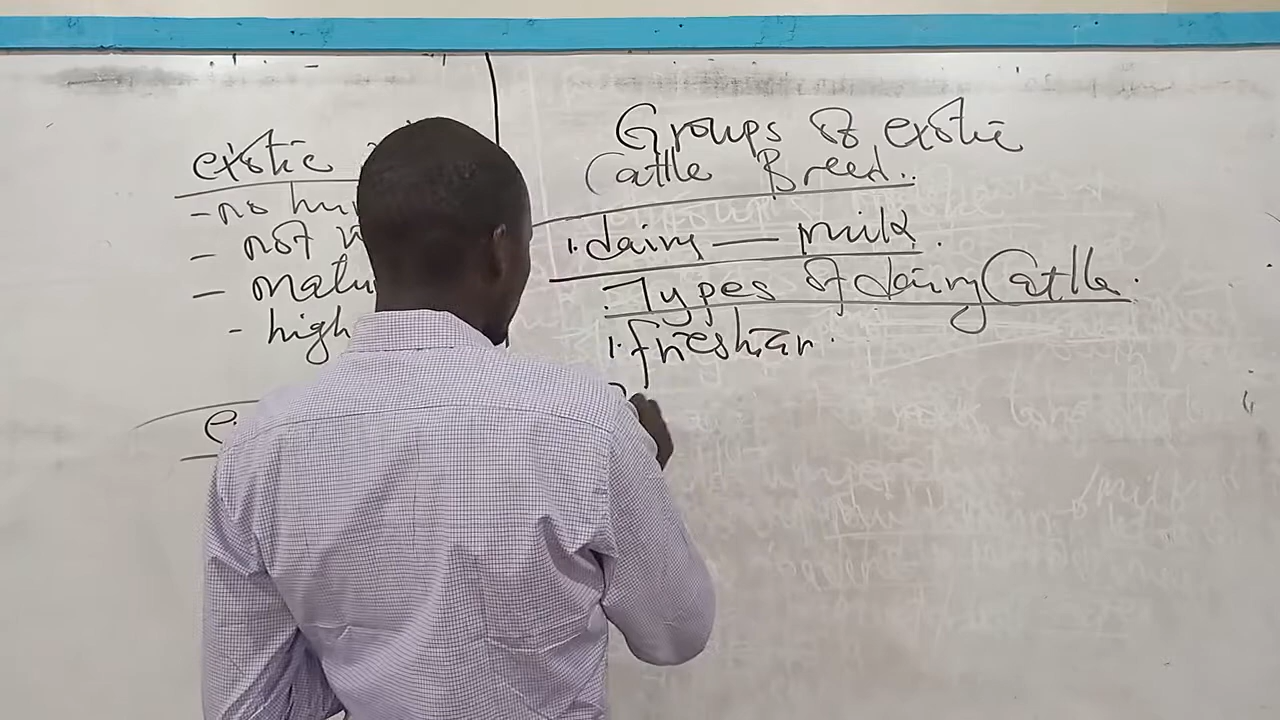 exotic
- no hu
- not
- matu
- high
e
Groups of exotic
Cattle Breed..
1. dairy — milk.
Types of dairy Cattle.
1. freshian.